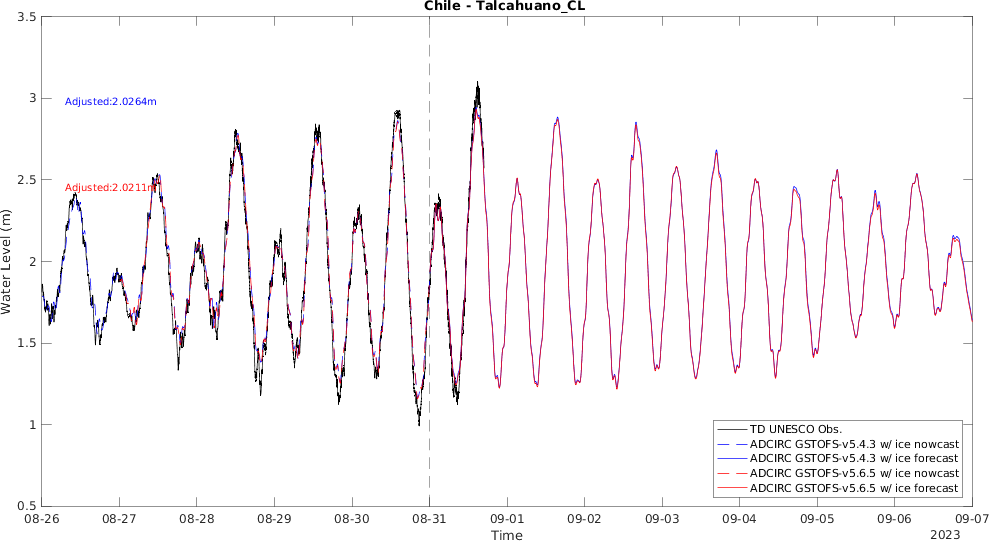 Chile - Talcahuano_CL
3.5
3
2.5
2
1.5
1
0.5
Water Level (m)
Adjusted:2.0264m
Adjusted:2.0211m
TD UNESCO Obs.
ADCIRC GSTOFS-v5.4.3 w/ ice nowcast
ADCIRC GSTOFS-v5.4.3 w/ ice forecast
ADCIRC GSTOFS-v5.6.5 w/ ice nowcast
ADCIRC GSTOFS-v5.6.5 w/ ice forecast
08-26 08-27 08-28 08-29 08-30 08-31 09-01 09-02 09-03 09-04 09-05 09-06 09-07
Time
2023